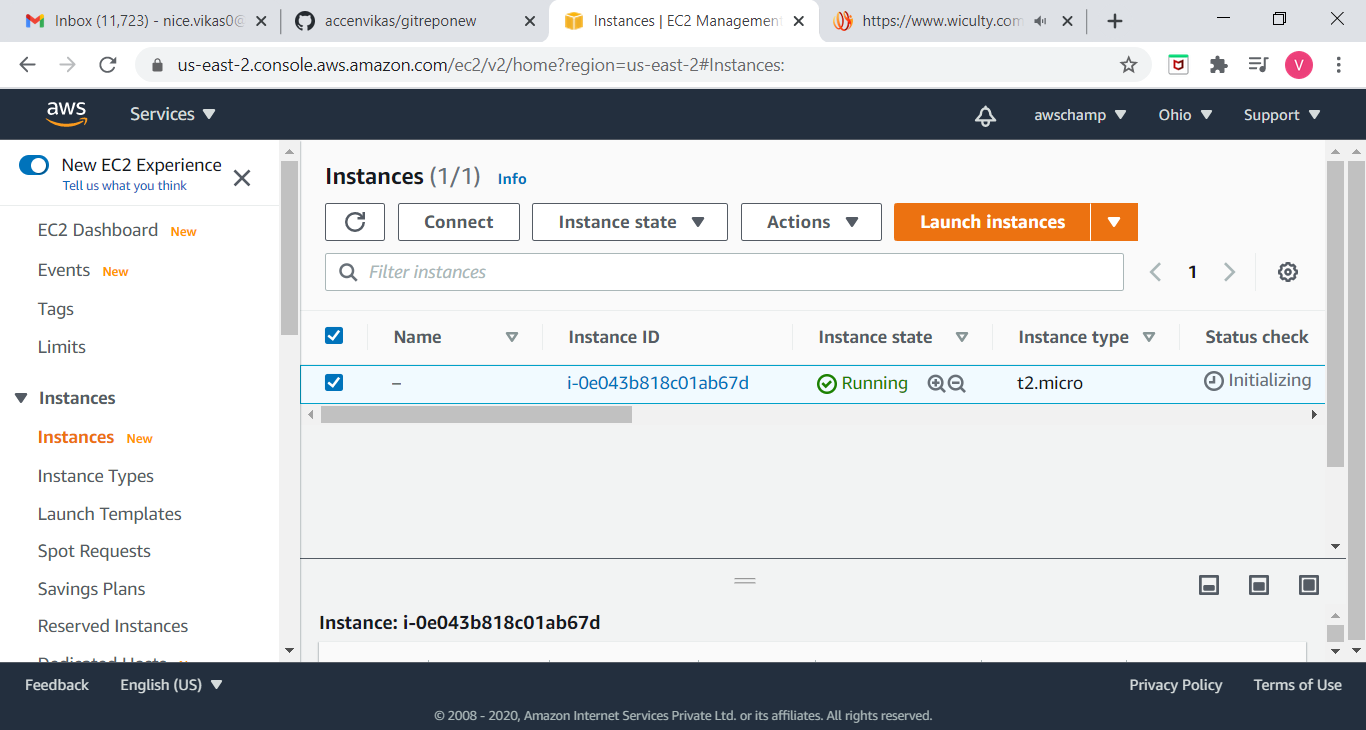 Inbox (11,723) - nice.vikas0@
accenvikas/gitreponew
Instances | EC2 Management
https://www.wiculty.com
us-east-2.console.aws.amazon.com/ec2/v2/home?region=us-east-2#Instances:
V
aws
Services
awschamp
Ohio
Support
New EC2 Experience
Tell us what you think
EC2 Dashboard New
Events New
Tags
Limits
Instances
Instances New
Instance Types
Launch Templates
Spot Requests
Savings Plans
Reserved Instances
Dedicated Hosts
Instances (1/1) Info
Connect
Instance state
Actions
Launch instances
Filter instances
1
Name
Instance ID
Instance state
Instance type
Status check
–
i-0e043b818c01ab67d
Running
t2.micro
Initializing
Instance: i-0e043b818c01ab67d
Feedback
English (US)
Privacy Policy
Terms of Use
© 2008 - 2020, Amazon Internet Services Private Ltd. or its affiliates. All rights reserved.